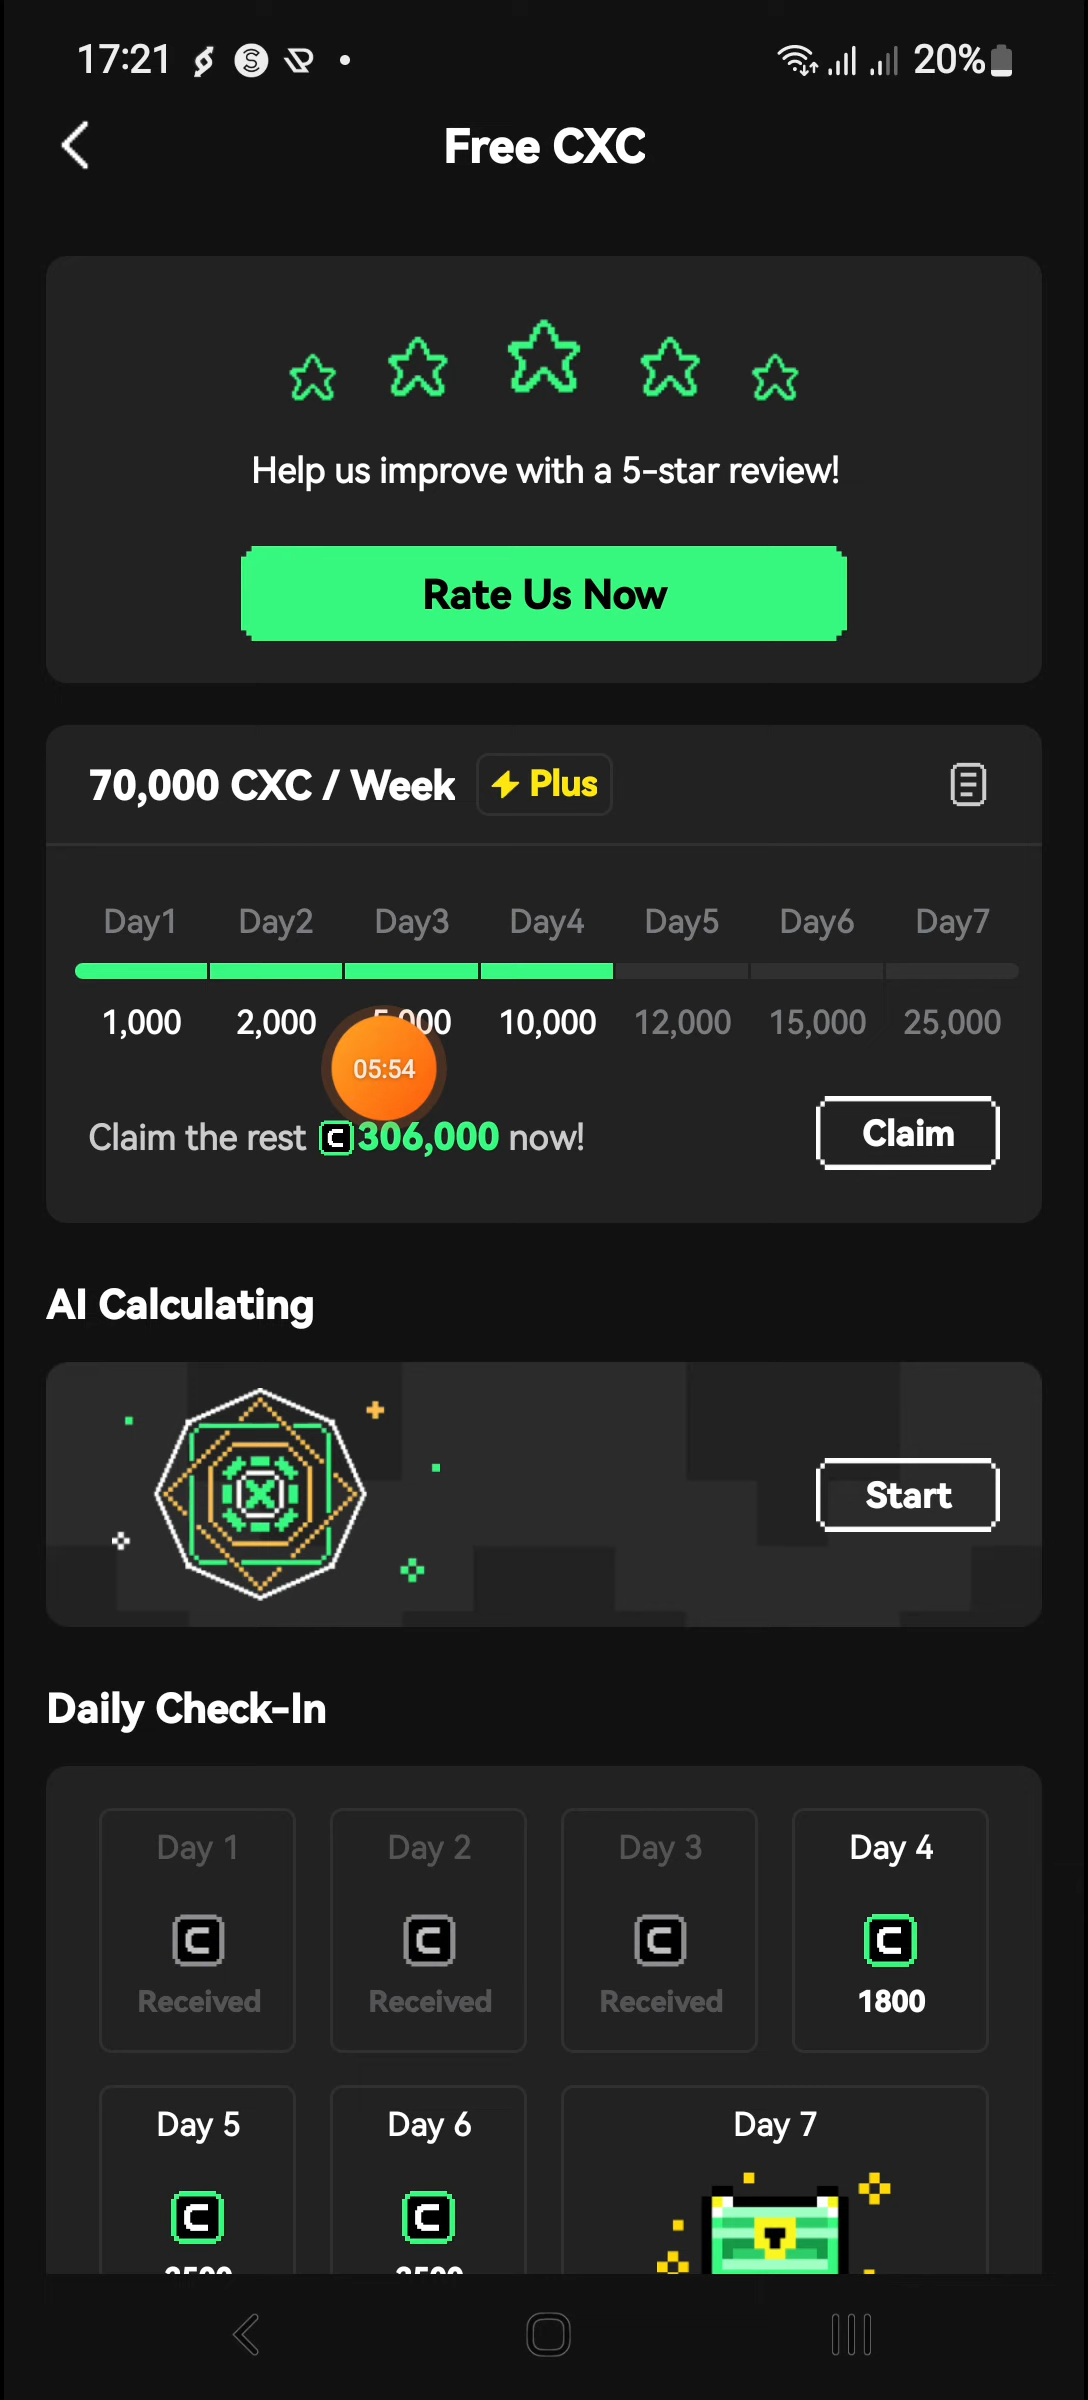 17:21
20%
Free CXC
Help us improve with a 5-star review!
Rate Us Now
70,000 CXC / Week
Plus
Day1 Day2 Day3 Day4 Day5 Day6 Day7
1,000 2,000 5,000 10,000 12,000 15,000 25,000
05:54
Claim the rest C 306,000 now!
Claim
AI Calculating
Start
Daily Check-In
Day 1 Day 2 Day 3 Day 4
C C C C
Received Received Received 1800
Day 5 Day 6 Day 7
C C